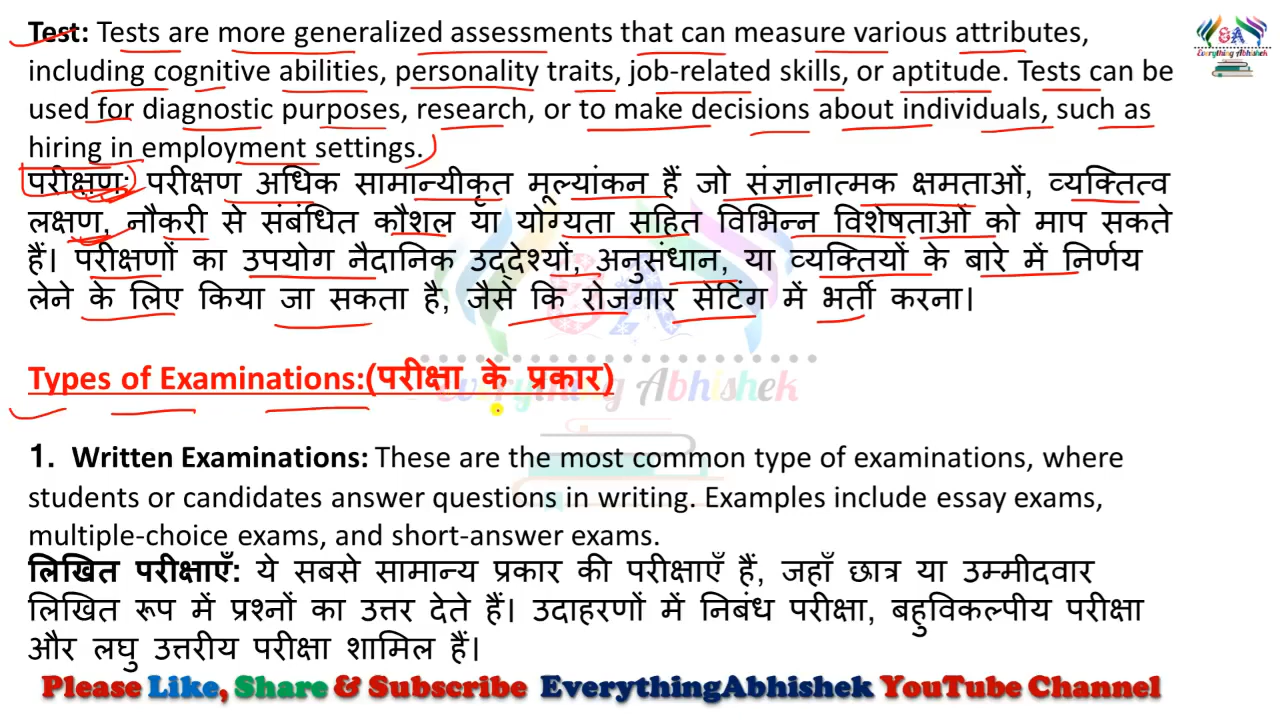 Test: Tests are more generalized assessments that can measure various attributes,
including cognitive abilities, personality traits, job-related skills, or aptitude. Tests can be
used for diagnostic purposes, research, or to make decisions about individuals, such as
hiring in employment settings.
परीक्षण: परीक्षण अधिक सामान्यीकृत मूल्यांकन हैं जो संज्ञानात्मक क्षमताओं, व्यक्तित्व
लक्षण, नौकरी से संबंधित कौशल या योग्यता सहित विभिन्न विशेषताओं को माप सकते
हैं। परीक्षणों का उपयोग नैदानिक उद्देश्यों, अनुसंधान, या व्यक्तियों के बारे में निर्णय
लेने के लिए किया जा सकता है, जैसे कि रोजगार सेटिंग में भर्ती करना।
Types of Examinations:(परीक्षा के प्रकार)
1. Written Examinations: These are the most common type of examinations, where
students or candidates answer questions in writing. Examples include essay exams,
multiple-choice exams, and short-answer exams.
लिखित परीक्षाएँ: ये सबसे सामान्य प्रकार की परीक्षाएँ हैं, जहाँ छात्र या उम्मीदवार
लिखित रूप में प्रश्नों का उत्तर देते हैं। उदाहरणों में निबंध परीक्षा, बहुविकल्पीय परीक्षा
और लघु उत्तरीय परीक्षा शामिल हैं।
Please Like, Share & Subscribe EverythingAbhishek YouTube Channel
&A
Everything Abhishek
&A
Everything Abhishek